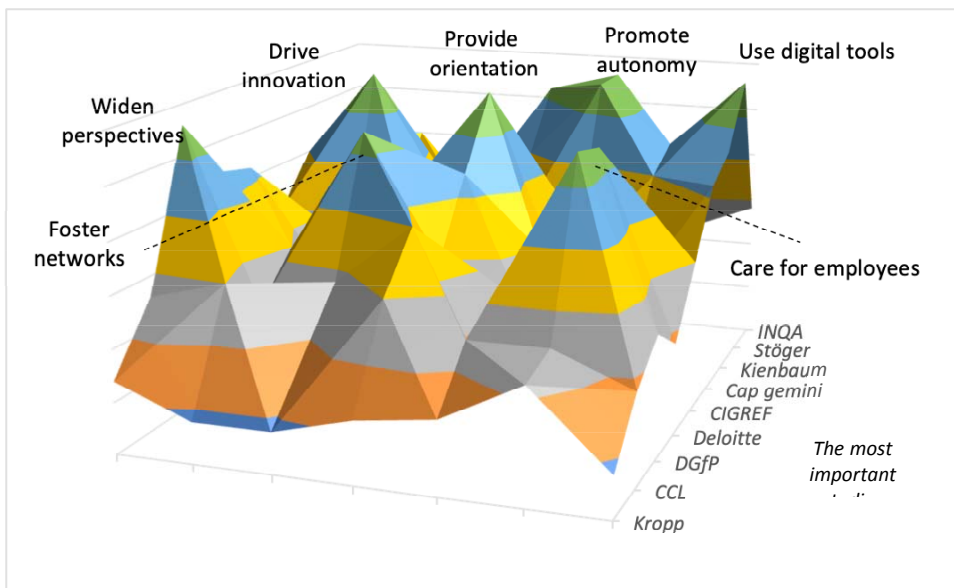 Widen
perspectives
Drive
innovation
Provide
orientation
Promote
autonomy
Use digital tools
Foster
networks
Care for employees
INQA
Stöger
Kienbaum
Cap gemini
CIGREF
Deloitte
DGfP
CCL
Kropp
The most
important